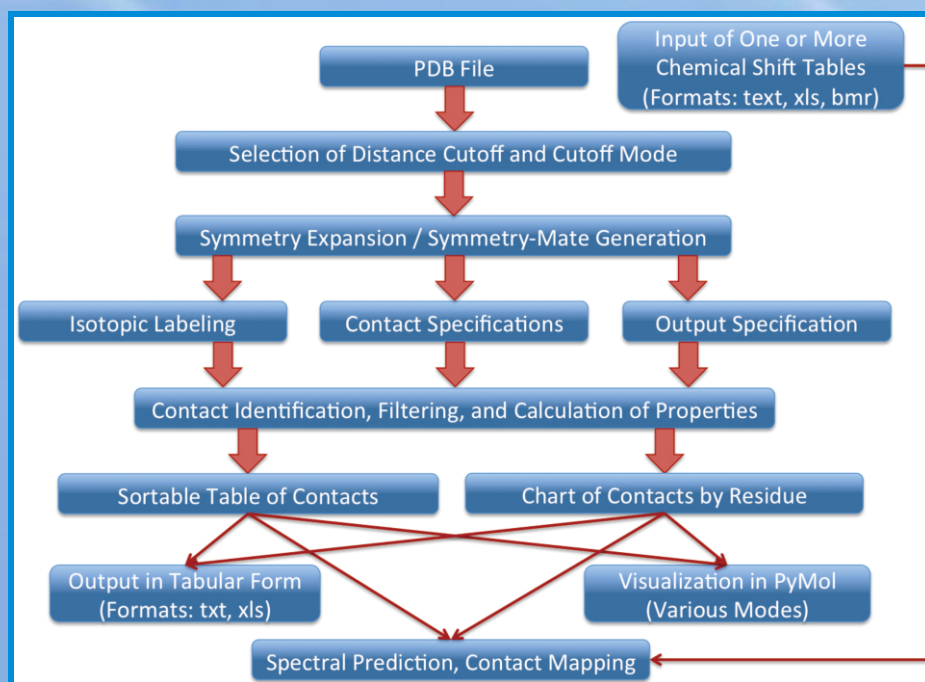 PDB File
Input of One or More
Chemical Shift Tables
(Formats: text, xls, bmr)
Selection of Distance Cutoff and Cutoff Mode
Symmetry Expansion / Symmetry-Mate Generation
Isotopic Labeling
Contact Specifications
Output Specification
Contact Identification, Filtering, and Calculation of Properties
Sortable Table of Contacts
Chart of Contacts by Residue
Output in Tabular Form
(Formats: txt, xls)
Visualization in PyMol
(Various Modes)
Spectral Prediction, Contact Mapping